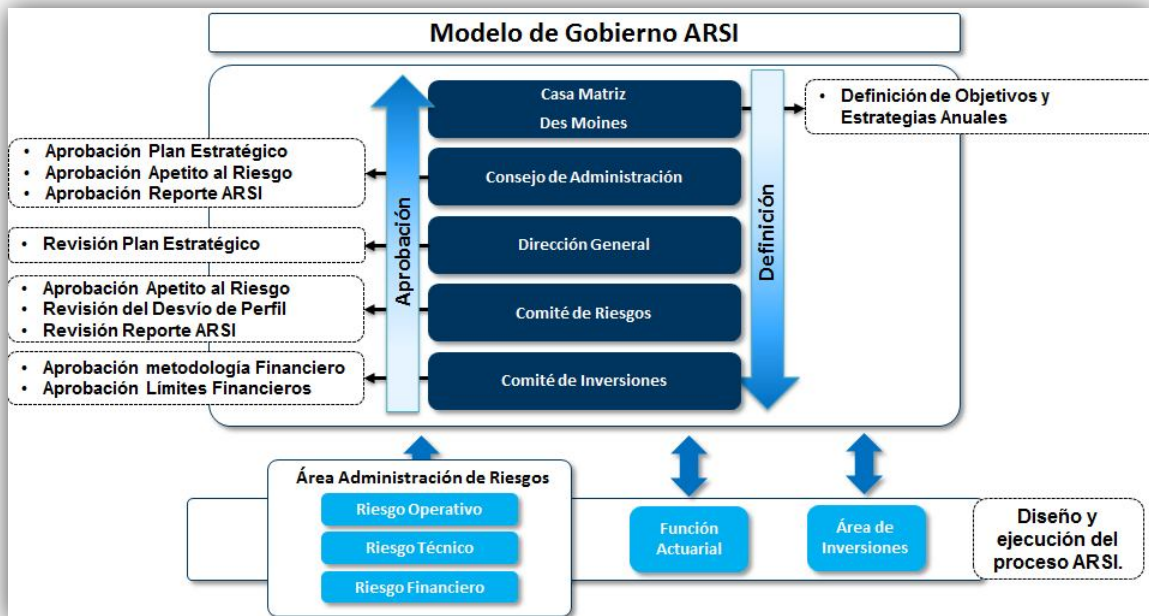 Modelo de Gobierno ARSI
Casa Matriz
Des Moines
• Definición de Objetivos y
Estrategias Anuales
• Aprobación Plan Estratégico
• Aprobación Apetito al Riesgo
• Aprobación Reporte ARSI
Consejo de Administración
Aprobación
Definición
• Revisión Plan Estratégico
Dirección General
• Aprobación Apetito al Riesgo
• Revisión del Desvío de Perfil
• Revisión Reporte ARSI
Comité de Riesgos
• Aprobación metodología Financiero
• Aprobación Límites Financieros
Comité de Inversiones
Área Administración de Riesgos
Riesgo Operativo
Riesgo Técnico
Riesgo Financiero
Función
Actuarial
Área de
Inversiones
Diseño y
ejecución del
proceso ARSI.